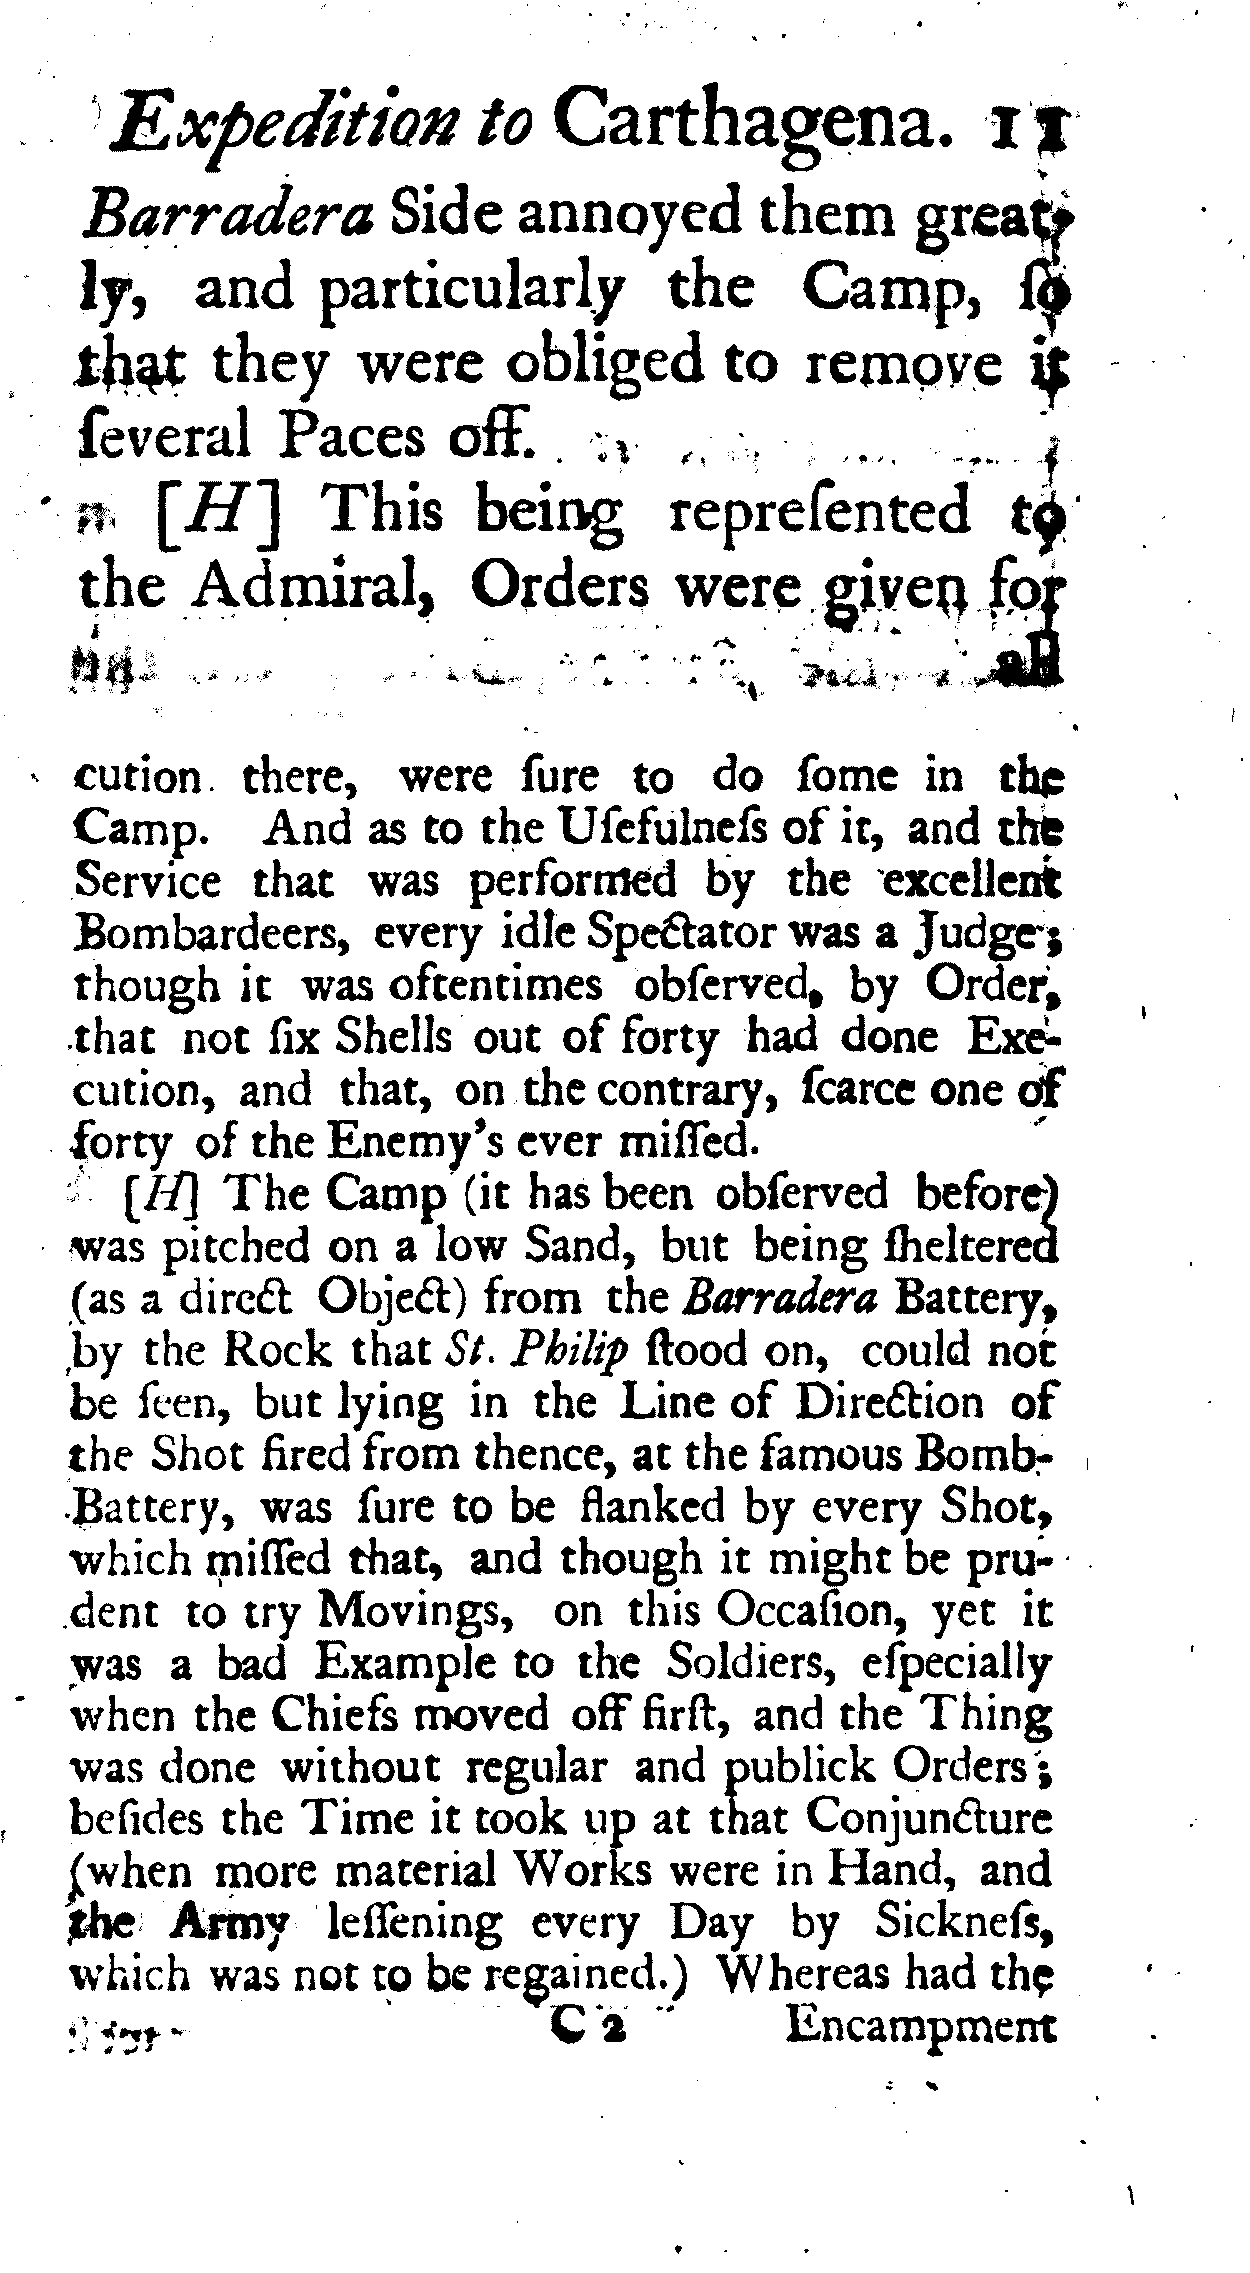 Expedition to Carthagena. 11
Barradera Side annoyed them great-
ly, and particularly the Camp, ſo
that they were obliged to remove it
ſeveral Paces off.
[H] This being repreſented to
the Admiral, Orders were given for
all
cution there, were ſure to do ſome in the
Camp. And as to the Uſefulneſs of it, and the
Service that was performed by the excellent
Bombardeers, every idle Spectator was a Judge;
though it was oftentimes obſerved, by Order,
that not ſix Shells out of forty had done Exe-
cution, and that, on the contrary, ſcarce one of
forty of the Enemy's ever miſſed.
[H] The Camp (it has been obſerved before)
was pitched on a low Sand, but being ſheltered
(as a direct Object) from the Barradera Battery,
by the Rock that St. Philip ſtood on, could not
be ſeen, but lying in the Line of Direction of
the Shot fired from thence, at the famous Bomb-
Battery, was ſure to be flanked by every Shot,
which miſſed that, and though it might be pru-
dent to try Movings, on this Occaſion, yet it
was a bad Example to the Soldiers, eſpecially
when the Chiefs moved off firſt, and the Thing
was done without regular and publick Orders;
beſides the Time it took up at that Conjuncture
(when more material Works were in Hand, and
the Army leſſening every Day by Sickneſs,
which was not to be regained.) Whereas had the
C 2 Encampment